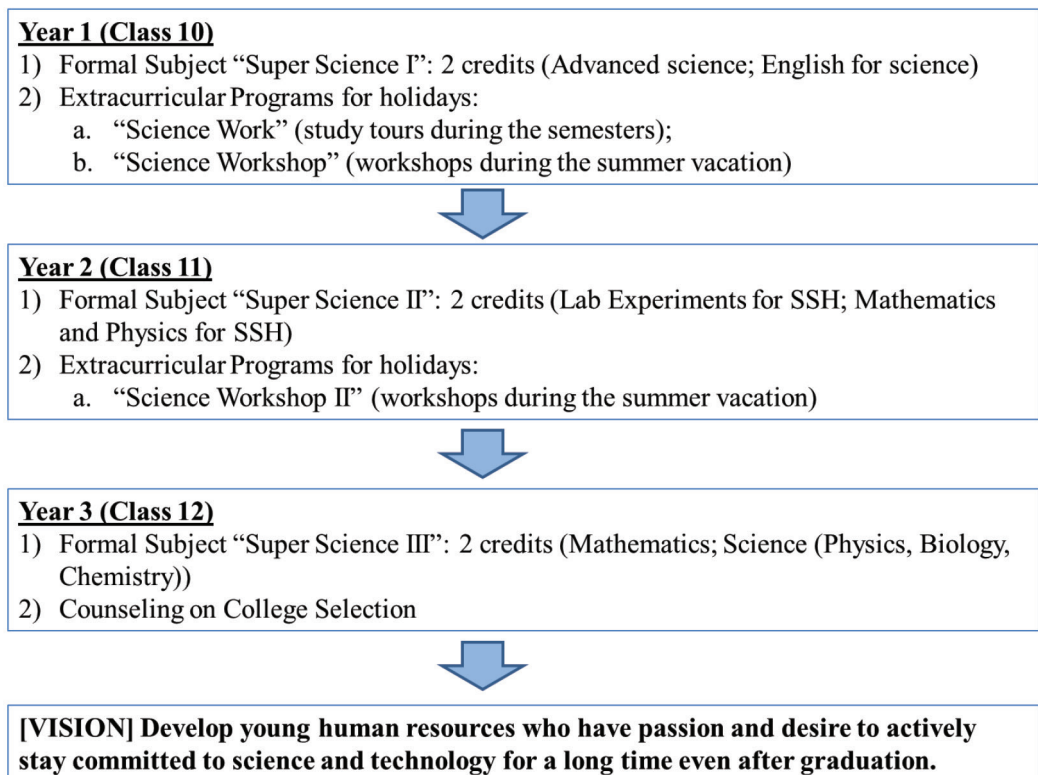 Year 1 (Class 10)
1) Formal Subject “Super Science I”: 2 credits (Advanced science; English for science)
2) Extracurricular Programs for holidays:
a. “Science Work” (study tours during the semesters);
b. “Science Workshop” (workshops during the summer vacation)
Year 2 (Class 11)
1) Formal Subject “Super Science II”: 2 credits (Lab Experiments for SSH; Mathematics
and Physics for SSH)
2) Extracurricular Programs for holidays:
a. “Science Workshop II” (workshops during the summer vacation)
Year 3 (Class 12)
1) Formal Subject “Super Science III”: 2 credits (Mathematics; Science (Physics, Biology,
Chemistry))
2) Counseling on College Selection
[VISION] Develop young human resources who have passion and desire to actively
stay committed to science and technology for a long time even after graduation.